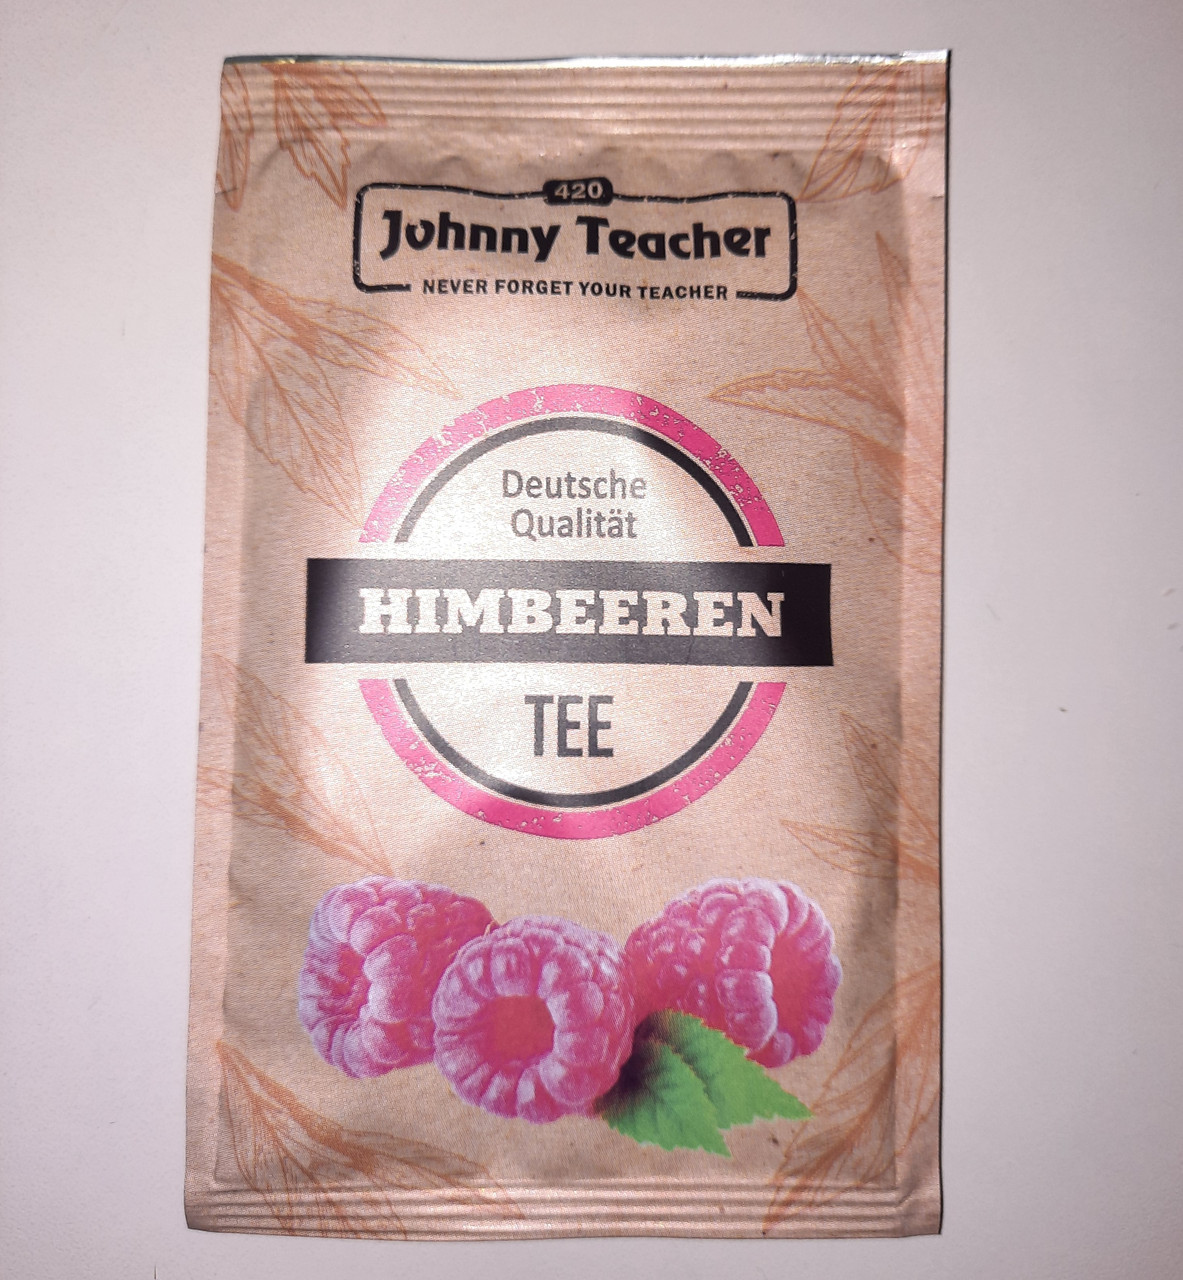 420
Johnny Teacher
NEVER FORGET YOUR TEACHER
Deutsche
Qualität
HIMBEEREN
TEE